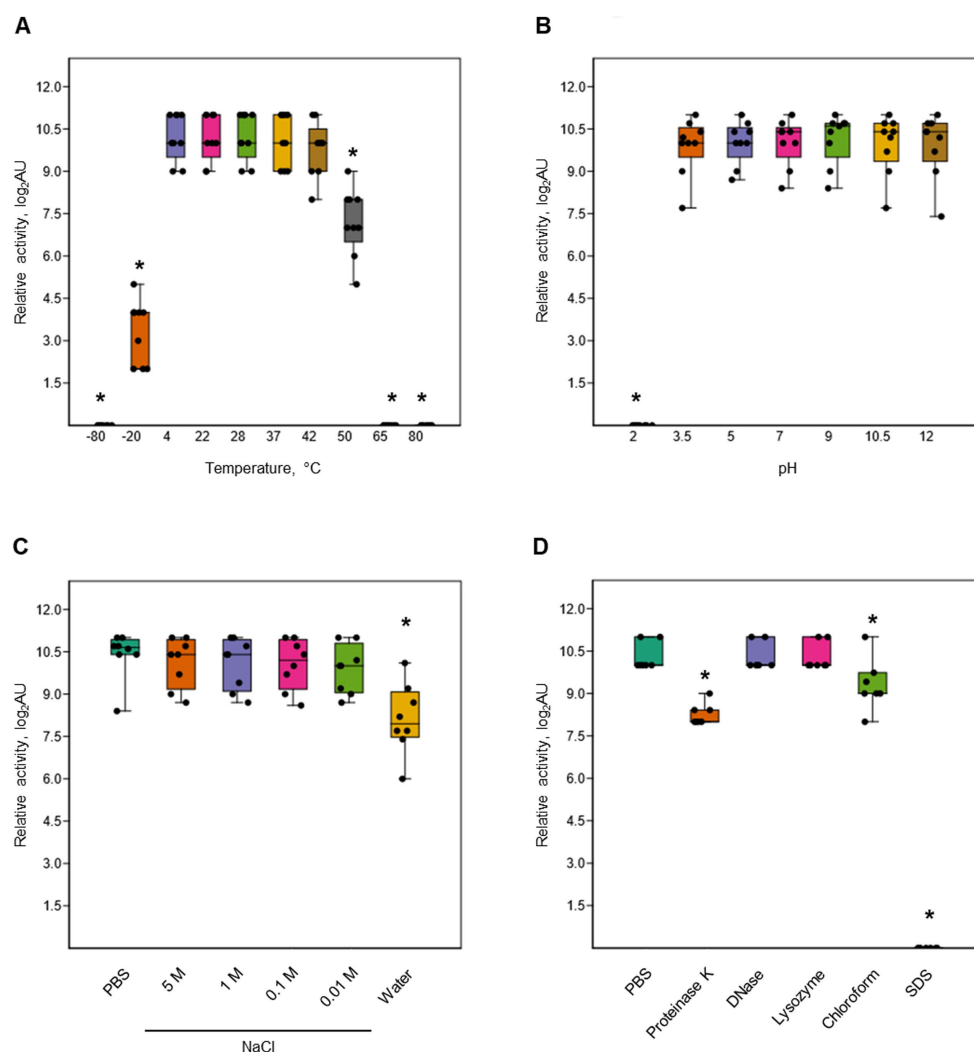 A
Relative activity, log₂AU
12.0
10.5
9.0
7.5
6.0
4.5
3.0
1.5
* * * * *
-80 -20 4 22 28 37 42 50 65 80
Temperature, °C
B
Relative activity, log₂AU
12.0
10.5
9.0
7.5
6.0
4.5
3.0
1.5
*
2 3.5 5 7 9 10.5 12
pH
C
Relative activity, log₂AU
12.0
10.5
9.0
7.5
6.0
4.5
3.0
1.5
*
PBS 5 M 1 M 0.1 M 0.01 M Water
NaCl
D
Relative activity, log₂AU
12.0
10.5
9.0
7.5
6.0
4.5
3.0
1.5
* * *
PBS Proteinase K DNase Lysozyme Chloroform SDS